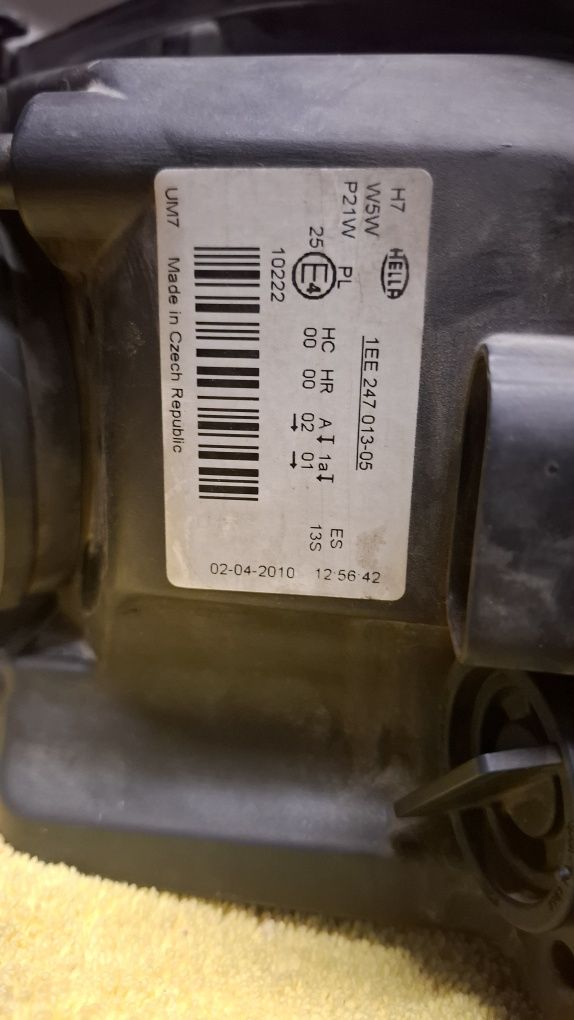 H7
W5W
P21W
HELLA
1EE 247 013-05
PL
25 E4
10222
HC HR A 1a
00 00 02 01
ES
13S
02-04-2010 12:56:42
UM7 Made in Czech Republic